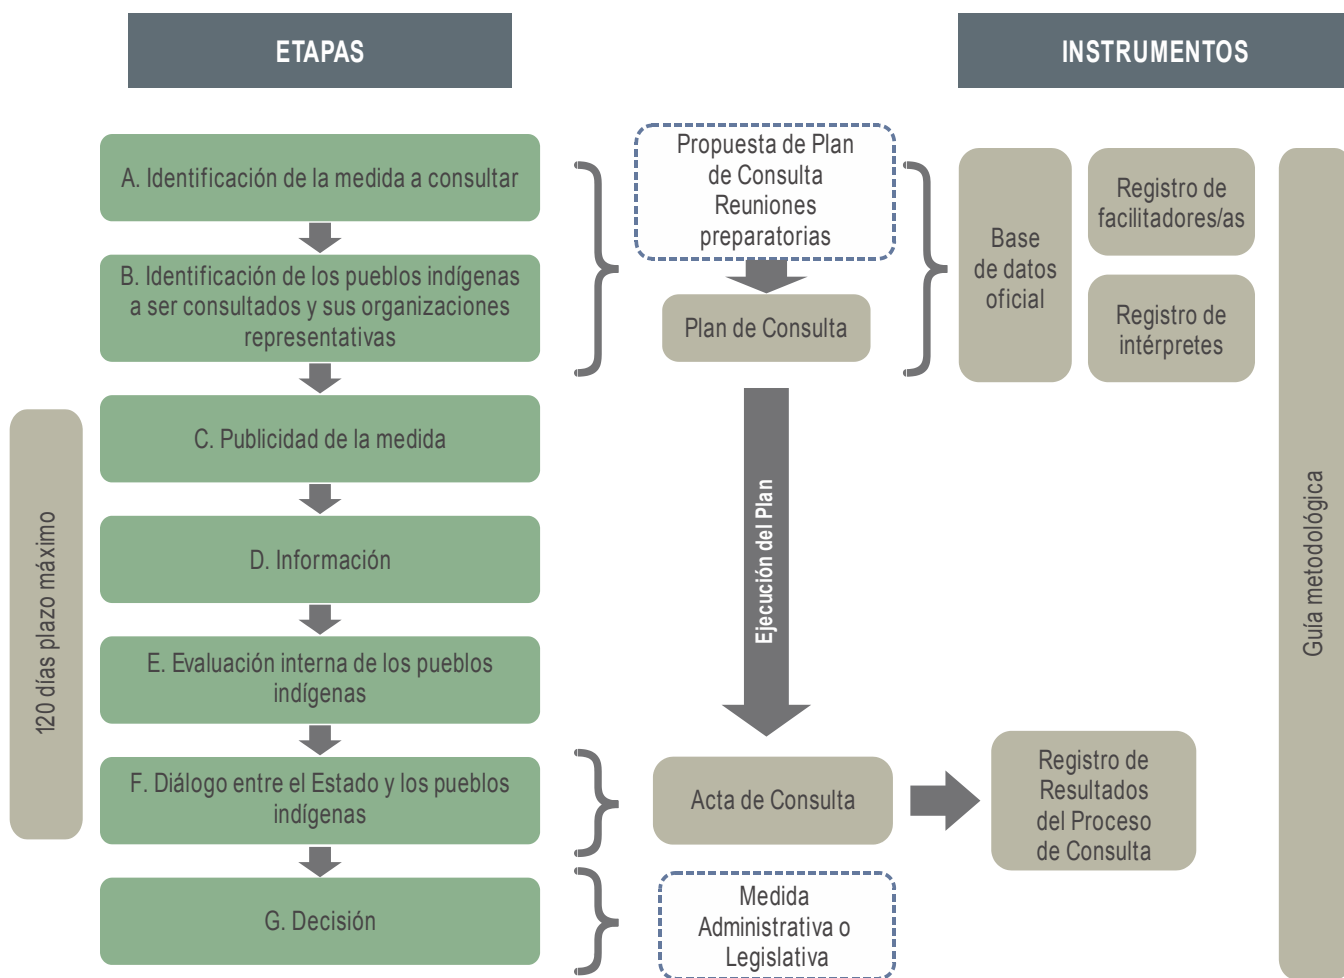 ETAPAS
INSTRUMENTOS
A. Identificación de la medida a consultar
B. Identificación de los pueblos indígenas
a ser consultados y sus organizaciones
representativas
C. Publicidad de la medida
D. Información
E. Evaluación interna de los pueblos
indígenas
F. Diálogo entre el Estado y los pueblos
indígenas
G. Decisión
120 días plazo máximo
Propuesta de Plan
de Consulta
Reuniones
preparatorias
Plan de Consulta
Ejecución del Plan
Acta de Consulta
Medida
Administrativa o
Legislativa
Base
de datos
oficial
Registro de
facilitadores/as
Registro de
intérpretes
Registro de
Resultados
del Proceso
de Consulta
Guía metodológica